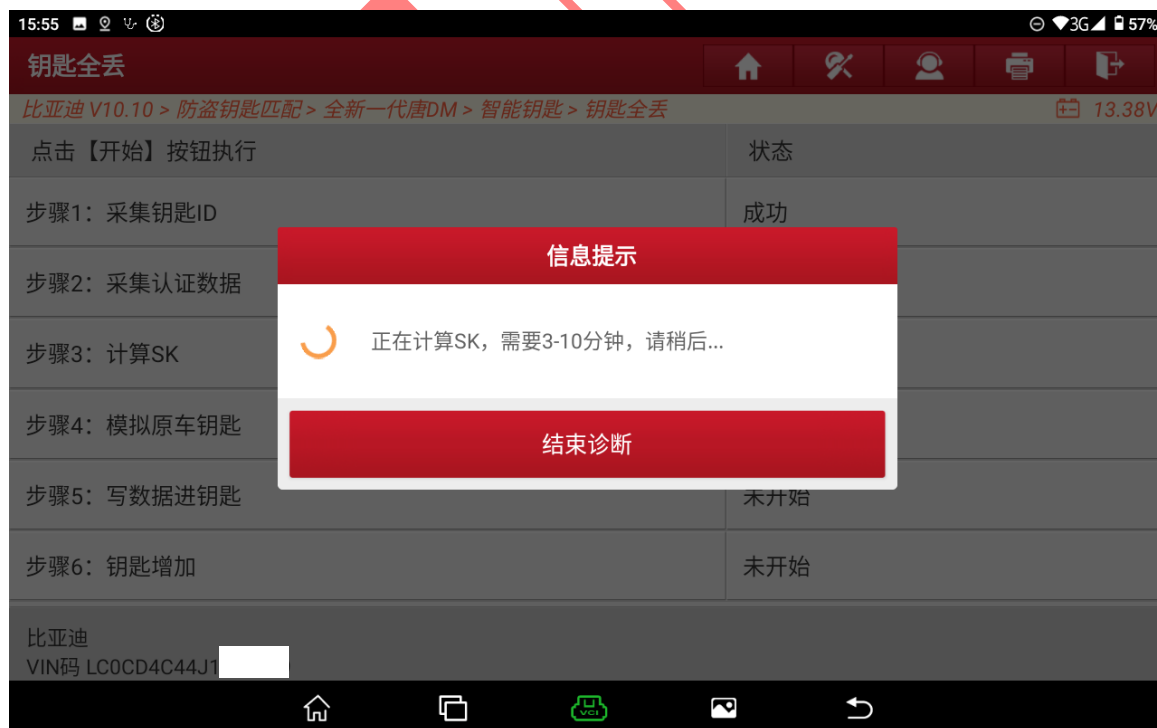 15:55 3G 57%
钥匙全丢
比亚迪 V10.10 > 防盗钥匙匹配 > 全新一代唐DM > 智能钥匙 > 钥匙全丢 13.38V
点击【开始】按钮执行 状态
步骤1：采集钥匙ID 成功
信息提示
步骤2：采集认证数据
正在计算SK，需要3-10分钟，请稍后...
步骤3：计算SK
步骤4：模拟原车钥匙
结束诊断
步骤5：写数据进钥匙 未开始
步骤6：钥匙增加 未开始
比亚迪
VIN码 LC0CD4C44J1
VCI